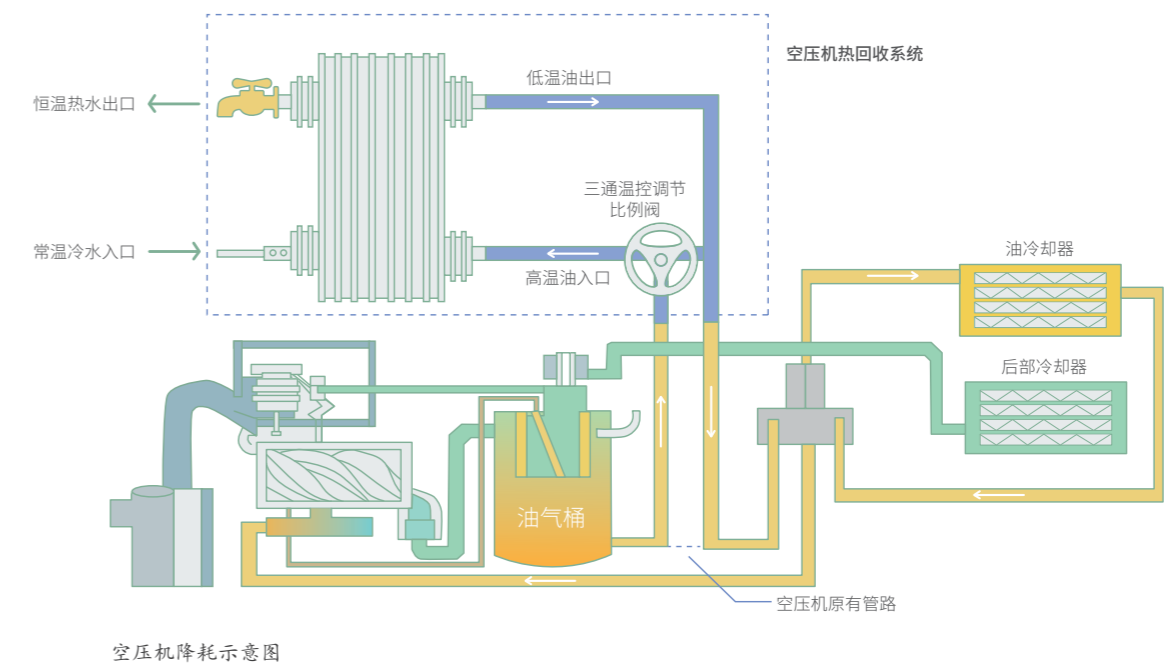 空压机热回收系统
低温油出口
恒温热水出口
三通温控调节
比例阀
常温冷水入口
高温油入口
油冷却器
后部冷却器
油气桶
空压机原有管路
空压机降耗示意图